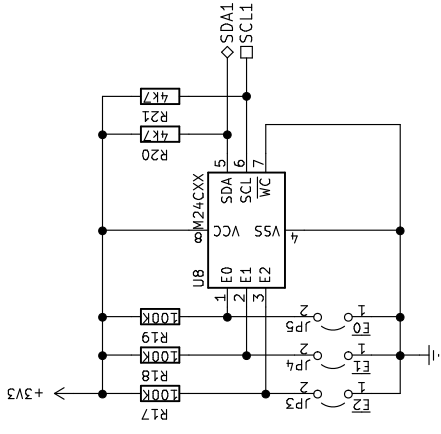 SDA1
SCL1
4k7
R21
4k7
R20
5
6
7
SDA
SCL
WC
M24CXX
8
VCC
VSS
4
U8
E0
E1
E2
1
2
3
100K
R19
2
JP5
1
E0
100K
R18
2
JP4
1
E1
+3V3
100K
R17
2
JP3
1
E2